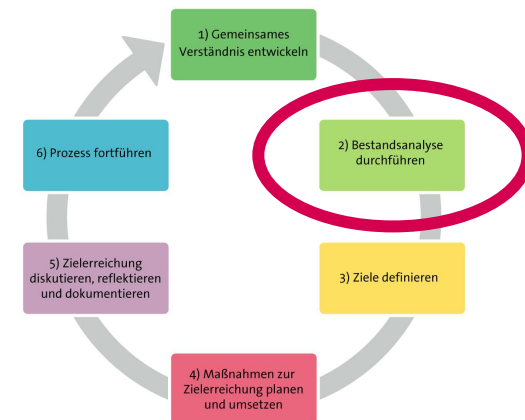 1) Gemeinsames
Verständnis entwickeln
2) Bestandsanalyse
durchführen
3) Ziele definieren
4) Maßnahmen zur
Zielerreichung planen
und umsetzen
5) Zielerreichung
diskutieren, reflektieren
und dokumentieren
6) Prozess fortführen